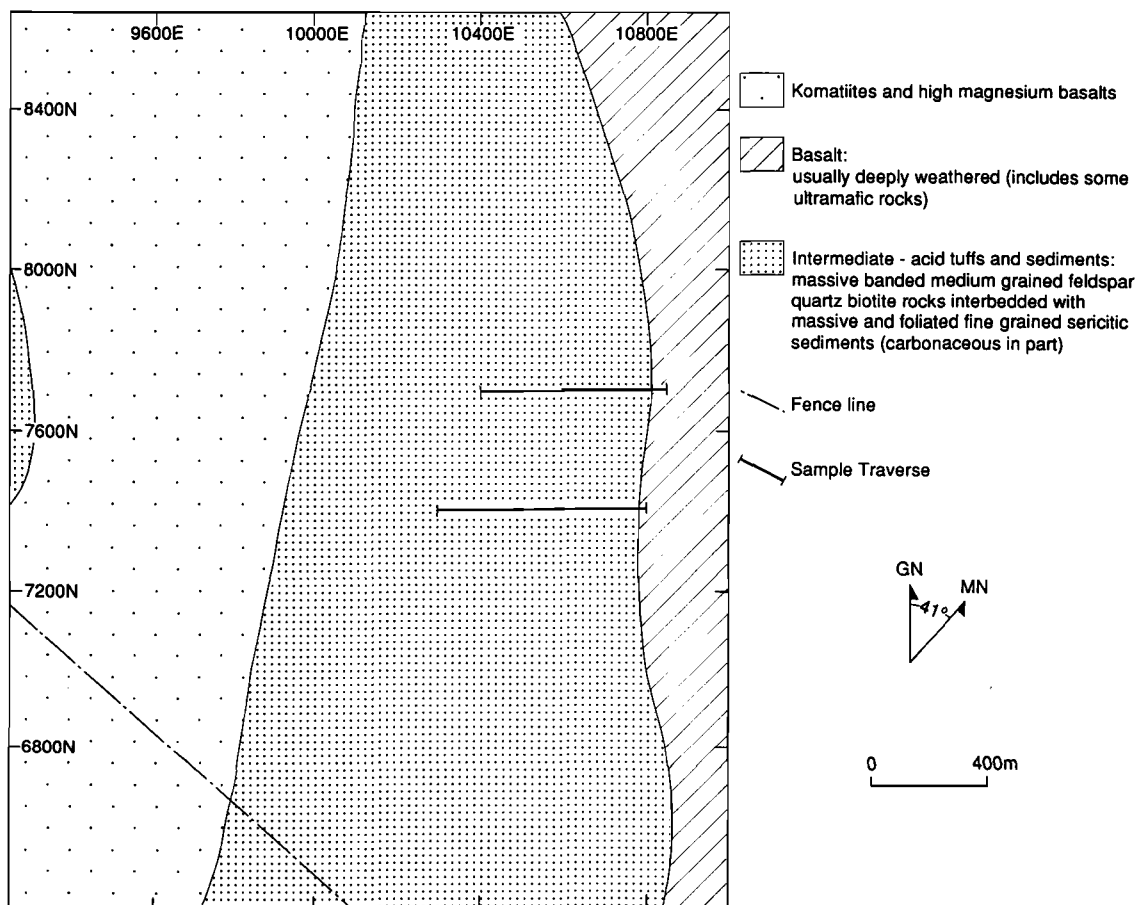 9600E
10000E
10400E
10800E
8400N
8000N
7600N
7200N
6800N
Komatiites and high magnesium basalts
Basalt:
usually deeply weathered (includes some
ultramafic rocks)
Intermediate - acid tuffs and sediments:
massive banded medium grained feldspar
quartz biotite rocks interbedded with
massive and foliated fine grained sericitic
sediments (carbonaceous in part)
Fence line
Sample Traverse
GN
MN
41°
0 400m